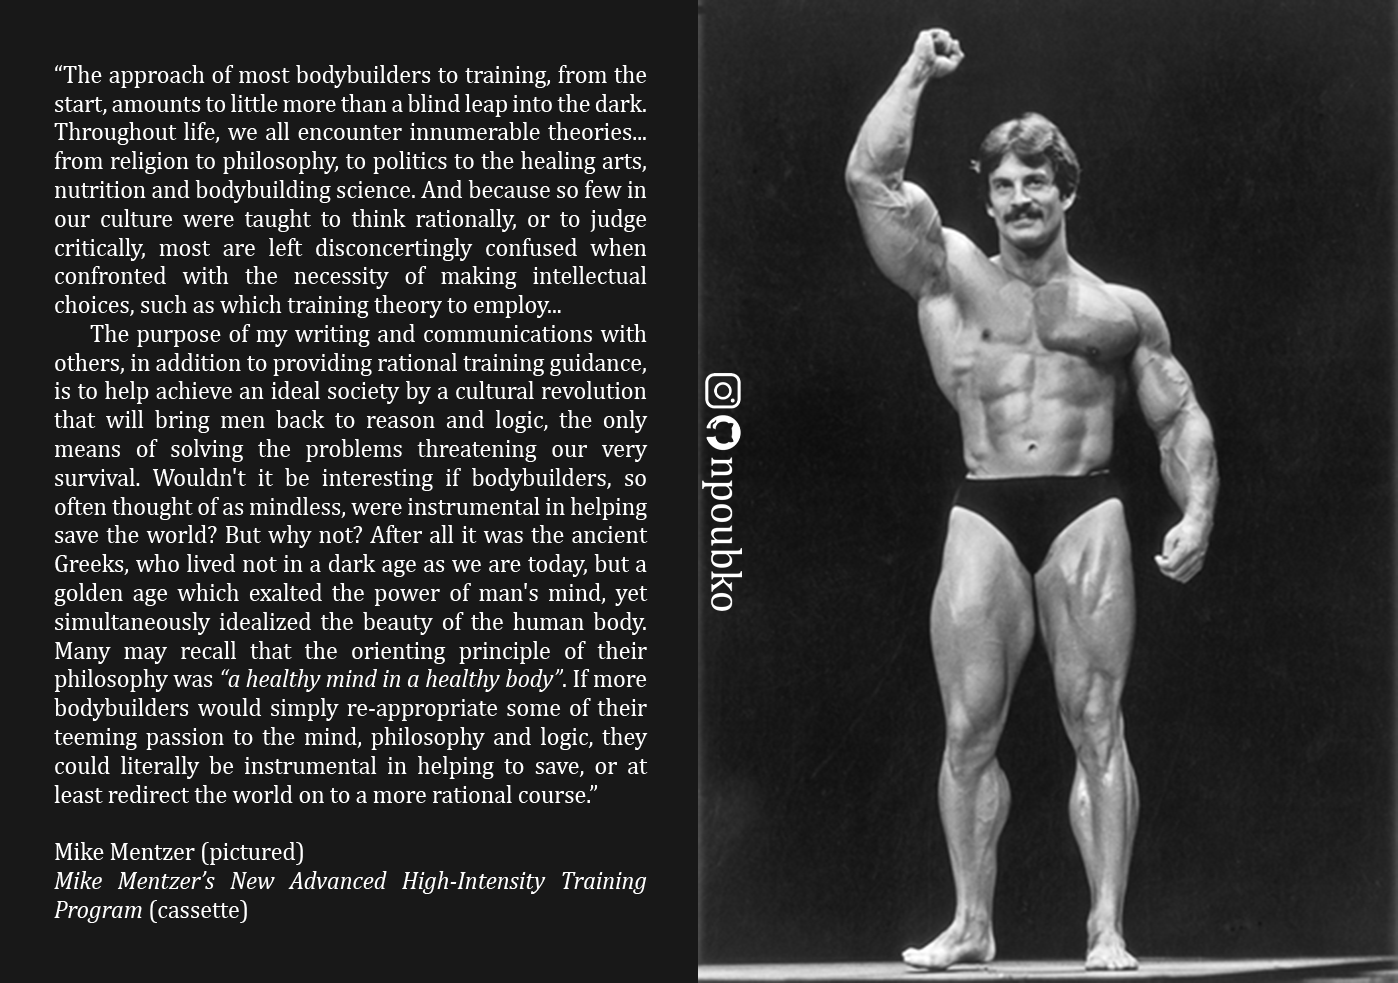 “The approach of most bodybuilders to training, from the
start, amounts to little more than a blind leap into the dark.
Throughout life, we all encounter innumerable theories...
from religion to philosophy, to politics to the healing arts,
nutrition and bodybuilding science. And because so few in
our culture were taught to think rationally, or to judge
critically, most are left disconcertingly confused when
confronted with the necessity of making intellectual
choices, such as which training theory to employ...
The purpose of my writing and communications with
others, in addition to providing rational training guidance,
is to help achieve an ideal society by a cultural revolution
that will bring men back to reason and logic, the only
means of solving the problems threatening our very
survival. Wouldn't it be interesting if bodybuilders, so
often thought of as mindless, were instrumental in helping
save the world? But why not? After all it was the ancient
Greeks, who lived not in a dark age as we are today, but a
golden age which exalted the power of man's mind, yet
simultaneously idealized the beauty of the human body.
Many may recall that the orienting principle of their
philosophy was “a healthy mind in a healthy body”. If more
bodybuilders would simply re-appropriate some of their
teeming passion to the mind, philosophy and logic, they
could literally be instrumental in helping to save, or at
least redirect the world on to a more rational course.”
Mike Mentzer (pictured)
Mike Mentzer’s New Advanced High-Intensity Training
Program (cassette)
npoubko